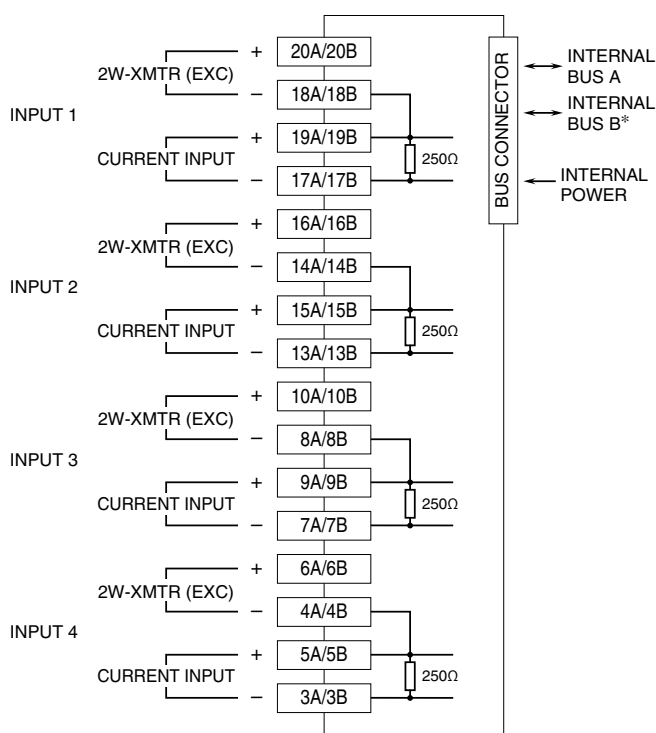 INPUT 1
2W-XMTR (EXC)
+ 20A/20B
− 18A/18B
CURRENT INPUT
+ 19A/19B
− 17A/17B
250Ω
INPUT 2
2W-XMTR (EXC)
+ 16A/16B
− 14A/14B
CURRENT INPUT
+ 15A/15B
− 13A/13B
250Ω
INPUT 3
2W-XMTR (EXC)
+ 10A/10B
− 8A/8B
CURRENT INPUT
+ 9A/9B
− 7A/7B
250Ω
INPUT 4
2W-XMTR (EXC)
+ 6A/6B
− 4A/4B
CURRENT INPUT
+ 5A/5B
− 3A/3B
250Ω
BUS CONNECTOR
INTERNAL
BUS A
INTERNAL
BUS B*
INTERNAL
POWER